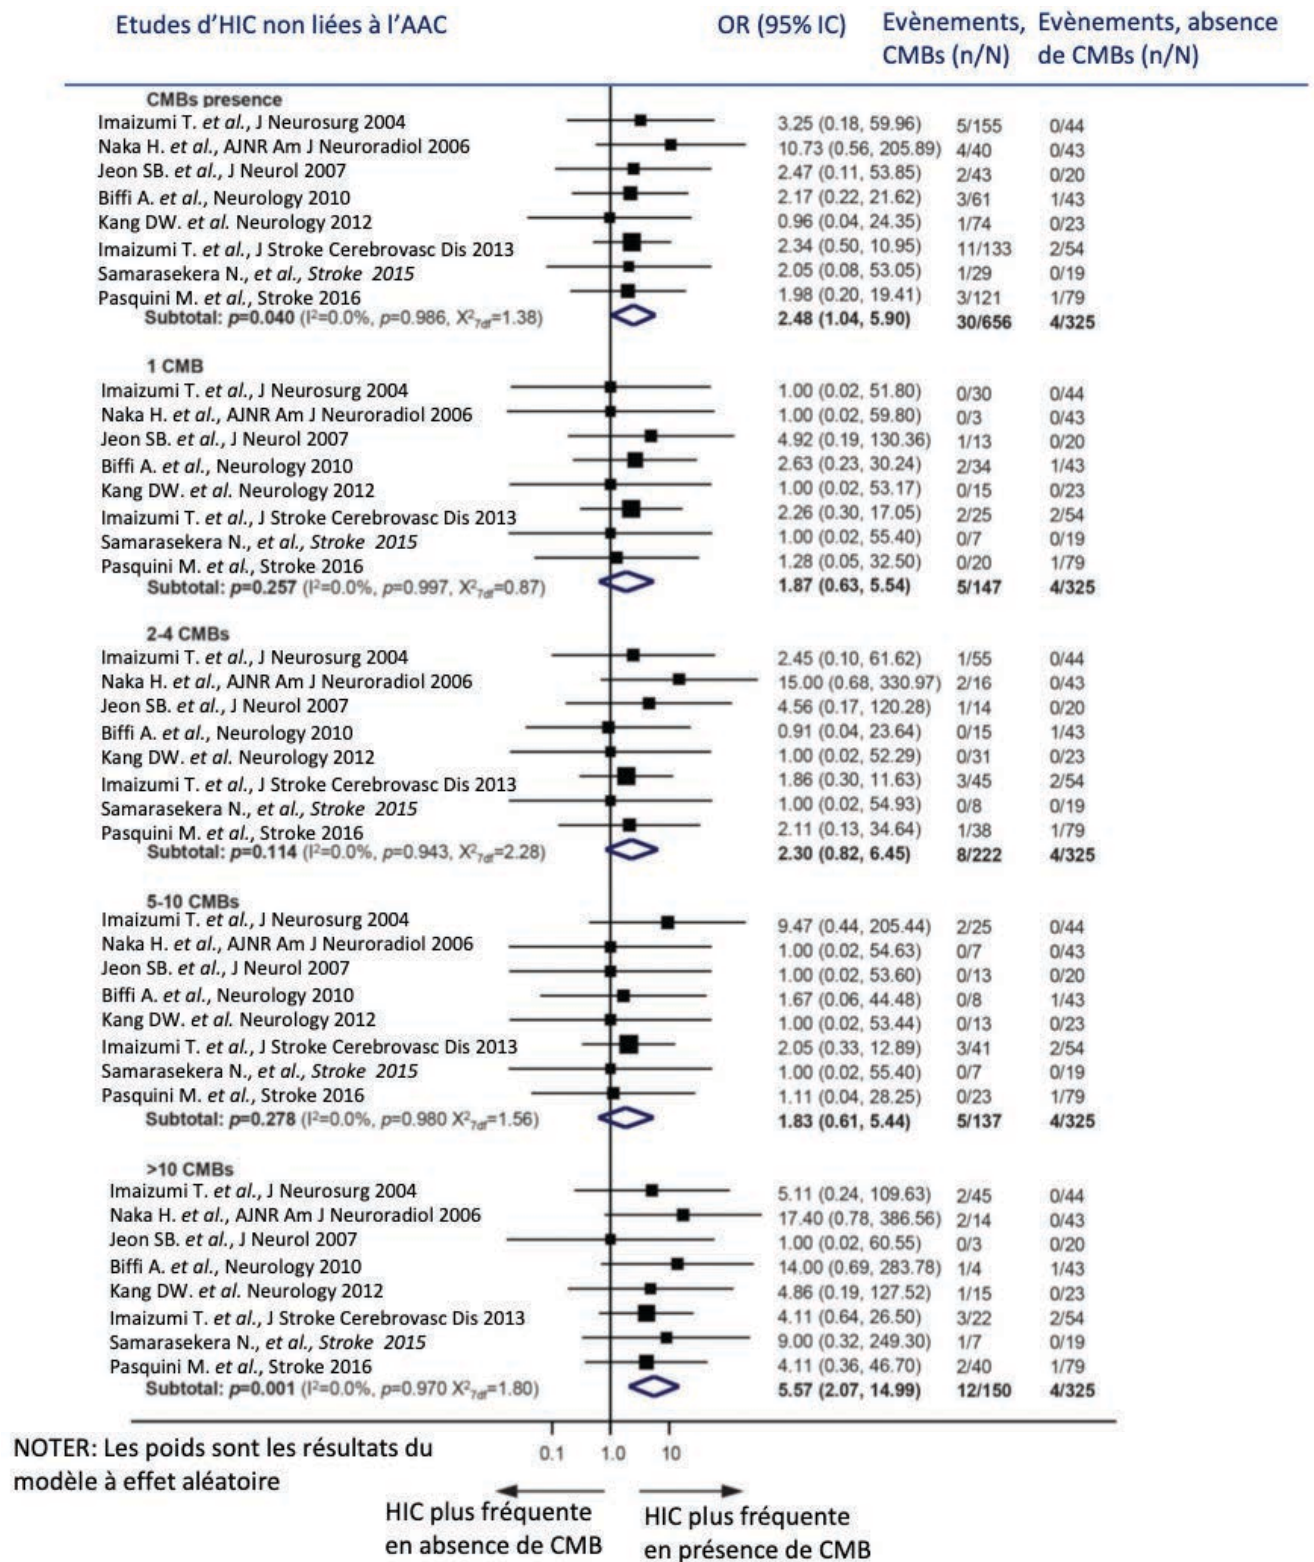 Etudes d'HIC non liées à l'AAC OR (95% IC) Evènements, CMBs (n/N) Evènements, absence de CMBs (n/N)
CMBs presence
Imaizumi T. et al., J Neurosurg 2004 3.25 (0.18, 59.96) 5/155 0/44
Naka H. et al., AJNR Am J Neuroradiol 2006 10.73 (0.56, 205.89) 4/40 0/43
Jeon SB. et al., J Neurol 2007 2.47 (0.11, 53.85) 2/43 0/20
Biffi A. et al., Neurology 2010 2.17 (0.22, 21.62) 3/61 1/43
Kang DW. et al. Neurology 2012 0.96 (0.04, 24.35) 1/74 0/23
Imaizumi T. et al., J Stroke Cerebrovasc Dis 2013 2.34 (0.50, 10.95) 11/133 2/54
Samarasekera N., et al., Stroke 2015 2.05 (0.08, 53.05) 1/29 0/19
Pasquini M. et al., Stroke 2016 1.98 (0.20, 19.41) 3/121 1/79
Subtotal: p=0.040 (I²=0.0%, p=0.986, X²7df=1.38) 2.48 (1.04, 5.90) 30/656 4/325
1 CMB
Imaizumi T. et al., J Neurosurg 2004 1.00 (0.02, 51.80) 0/30 0/44
Naka H. et al., AJNR Am J Neuroradiol 2006 1.00 (0.02, 59.80) 0/3 0/43
Jeon SB. et al., J Neurol 2007 4.92 (0.19, 130.36) 1/13 0/20
Biffi A. et al., Neurology 2010 2.63 (0.23, 30.24) 2/34 1/43
Kang DW. et al. Neurology 2012 1.00 (0.02, 53.17) 0/15 0/23
Imaizumi T. et al., J Stroke Cerebrovasc Dis 2013 2.26 (0.30, 17.05) 2/25 2/54
Samarasekera N., et al., Stroke 2015 1.00 (0.02, 55.40) 0/7 0/19
Pasquini M. et al., Stroke 2016 1.28 (0.05, 32.50) 0/20 1/79
Subtotal: p=0.257 (I²=0.0%, p=0.997, X²7df=0.87) 1.87 (0.63, 5.54) 5/147 4/325
2-4 CMBs
Imaizumi T. et al., J Neurosurg 2004 2.45 (0.10, 61.62) 1/55 0/44
Naka H. et al., AJNR Am J Neuroradiol 2006 15.00 (0.68, 330.97) 2/16 0/43
Jeon SB. et al., J Neurol 2007 4.56 (0.17, 120.28) 1/14 0/20
Biffi A. et al., Neurology 2010 0.91 (0.04, 23.64) 0/15 1/43
Kang DW. et al. Neurology 2012 1.00 (0.02, 52.29) 0/31 0/23
Imaizumi T. et al., J Stroke Cerebrovasc Dis 2013 1.86 (0.30, 11.63) 3/45 2/54
Samarasekera N., et al., Stroke 2015 1.00 (0.02, 54.93) 0/8 0/19
Pasquini M. et al., Stroke 2016 2.11 (0.13, 34.64) 1/38 1/79
Subtotal: p=0.114 (I²=0.0%, p=0.943, X²7df=2.28) 2.30 (0.82, 6.45) 8/222 4/325
5-10 CMBs
Imaizumi T. et al., J Neurosurg 2004 9.47 (0.44, 205.44) 2/25 0/44
Naka H. et al., AJNR Am J Neuroradiol 2006 1.00 (0.02, 54.63) 0/7 0/43
Jeon SB. et al., J Neurol 2007 1.00 (0.02, 53.60) 0/13 0/20
Biffi A. et al., Neurology 2010 1.67 (0.06, 44.48) 0/8 1/43
Kang DW. et al. Neurology 2012 1.00 (0.02, 53.44) 0/13 0/23
Imaizumi T. et al., J Stroke Cerebrovasc Dis 2013 2.05 (0.33, 12.89) 3/41 2/54
Samarasekera N., et al., Stroke 2015 1.00 (0.02, 55.40) 0/7 0/19
Pasquini M. et al., Stroke 2016 1.11 (0.04, 28.25) 0/23 1/79
Subtotal: p=0.278 (I²=0.0%, p=0.980 X²7df=1.56) 1.83 (0.61, 5.44) 5/137 4/325
>10 CMBs
Imaizumi T. et al., J Neurosurg 2004 5.11 (0.24, 109.63) 2/45 0/44
Naka H. et al., AJNR Am J Neuroradiol 2006 17.40 (0.78, 386.56) 2/14 0/43
Jeon SB. et al., J Neurol 2007 1.00 (0.02, 60.55) 0/3 0/20
Biffi A. et al., Neurology 2010 14.00 (0.69, 283.78) 1/4 1/43
Kang DW. et al. Neurology 2012 4.86 (0.19, 127.52) 1/15 0/23
Imaizumi T. et al., J Stroke Cerebrovasc Dis 2013 4.11 (0.64, 26.50) 3/22 2/54
Samarasekera N., et al., Stroke 2015 9.00 (0.32, 249.30) 1/7 0/19
Pasquini M. et al., Stroke 2016 4.11 (0.36, 46.70) 2/40 1/79
Subtotal: p=0.001 (I²=0.0%, p=0.970 X²7df=1.80) 5.57 (2.07, 14.99) 12/150 4/325
0.1 1.0 10
NOTER: Les poids sont les résultats du
modèle à effet aléatoire
HIC plus fréquente
en absence de CMB
HIC plus fréquente
en présence de CMB